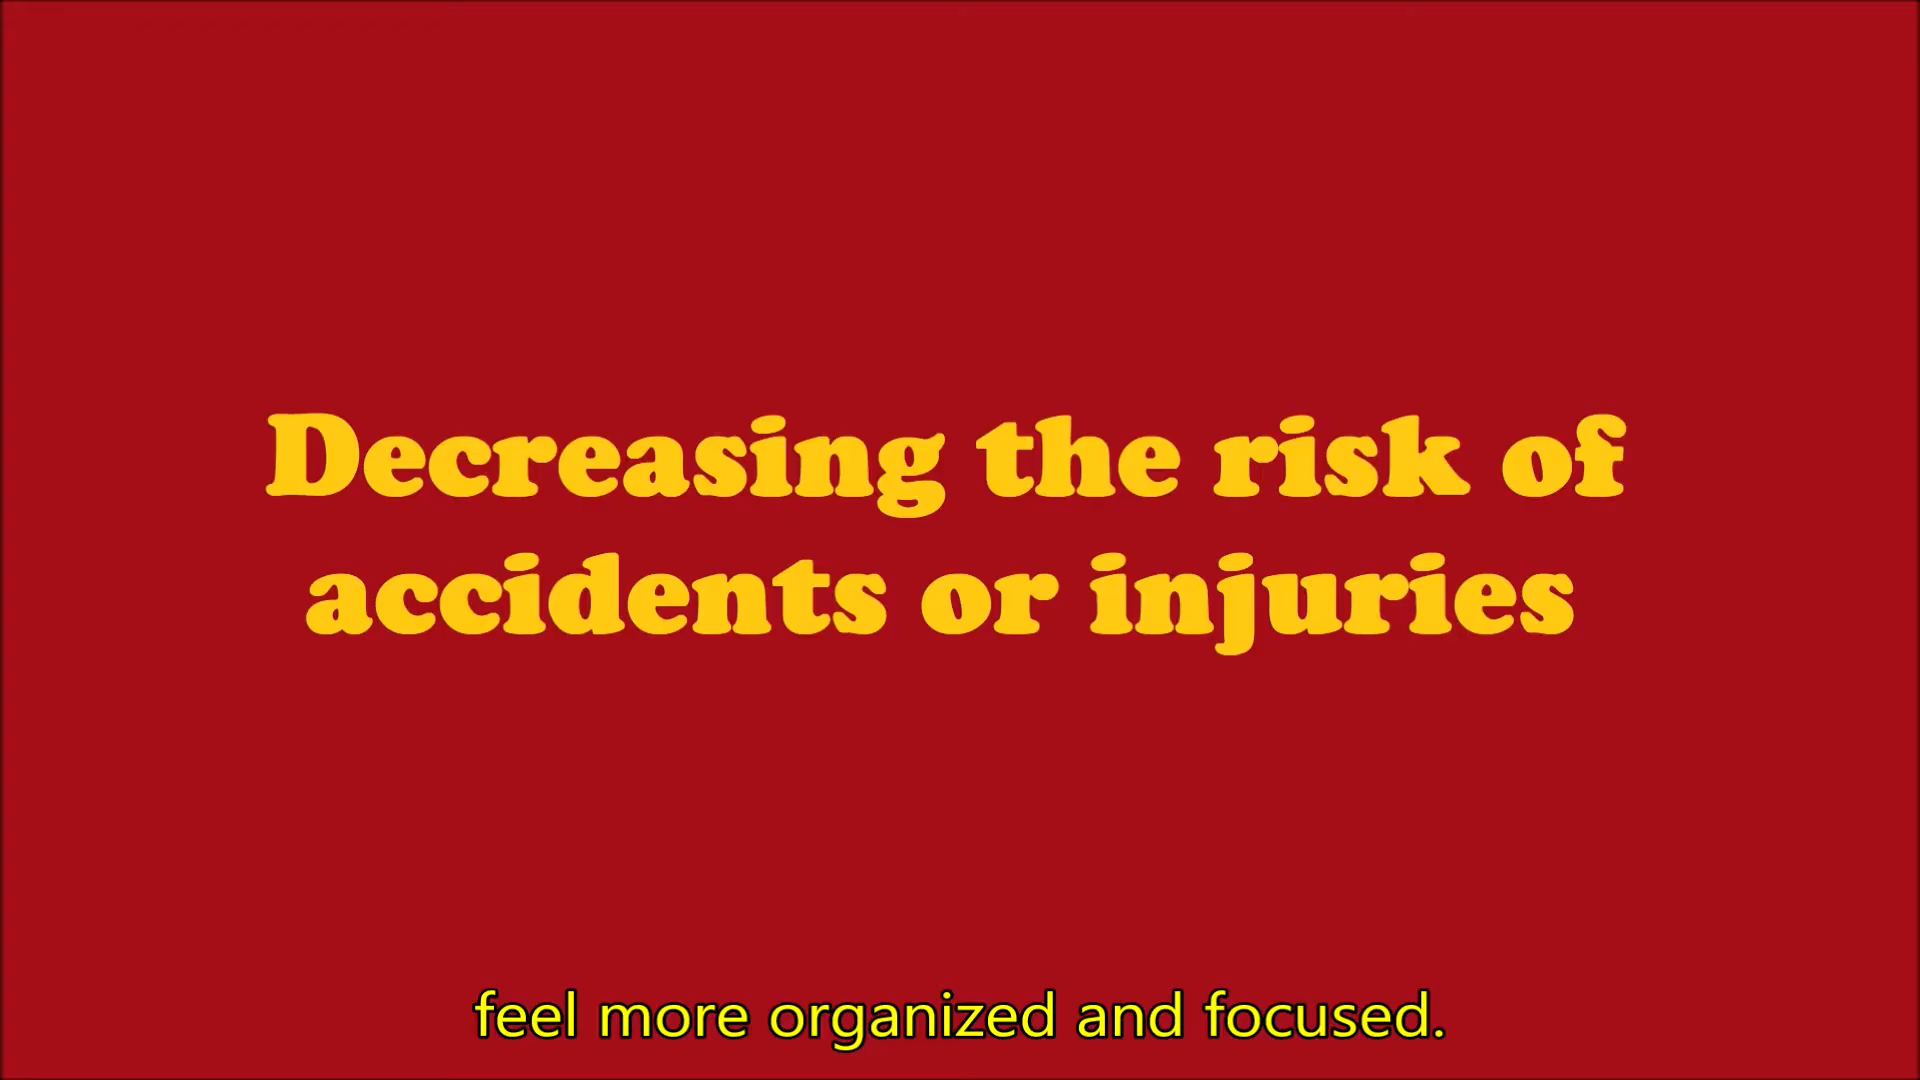 Decreasing the risk of
accidents or injuries
feel more organized and focused.